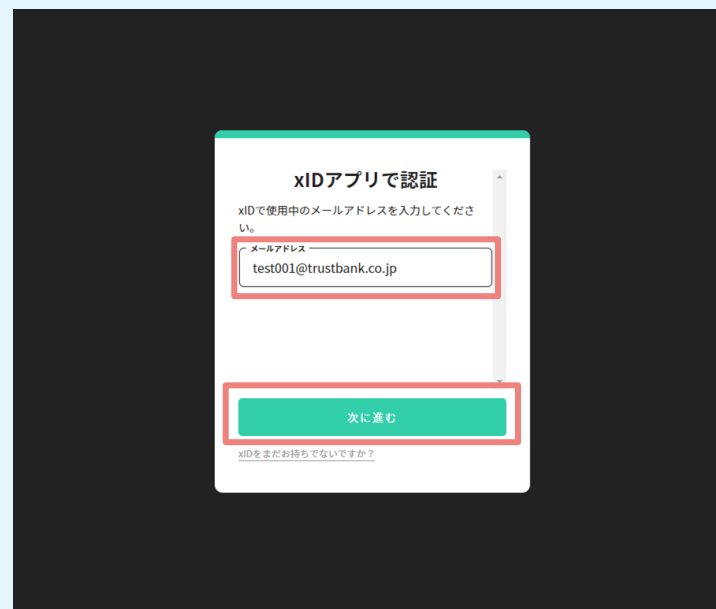 xIDアプリで認証
xIDで使用中のメールアドレスを入力してくださ
い。
メールアドレス
test001@trustbank.co.jp
次に進む
xIDをまだお持ちでないですか？